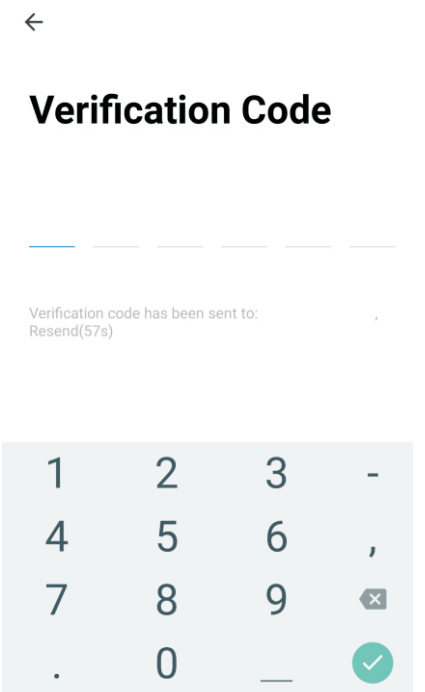 Verification Code
Verification code has been sent to: ,
Resend(57s)
1 2 3 -
4 5 6 ,
7 8 9
. 0 _